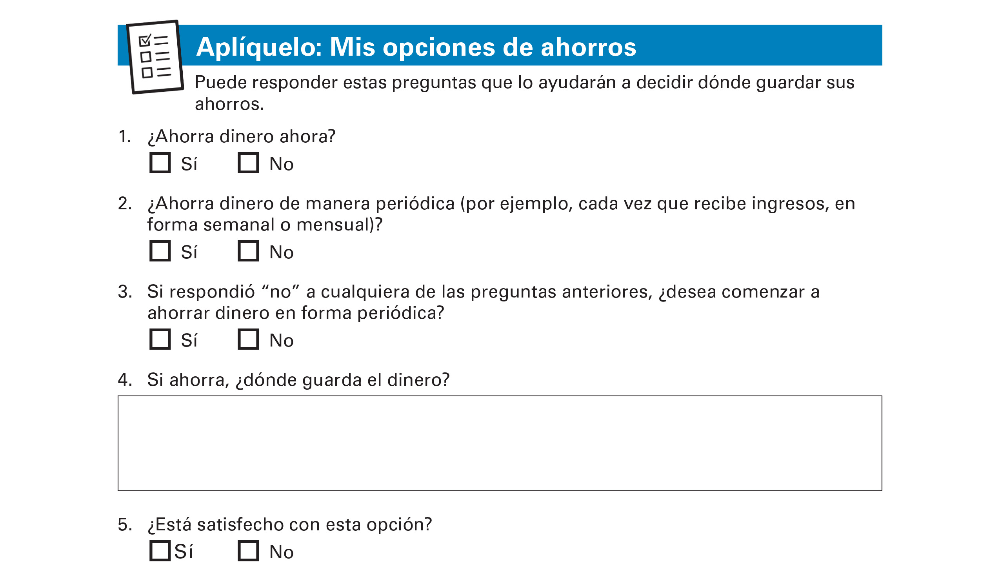 Aplíquelo: Mis opciones de ahorros
Puede responder estas preguntas que lo ayudarán a decidir dónde guardar sus
ahorros.
1. ¿Ahorra dinero ahora?
Sí No
2. ¿Ahorra dinero de manera periódica (por ejemplo, cada vez que recibe ingresos, en
forma semanal o mensual)?
Sí No
3. Si respondió “no” a cualquiera de las preguntas anteriores, ¿desea comenzar a
ahorrar dinero en forma periódica?
Sí No
4. Si ahorra, ¿dónde guarda el dinero?
5. ¿Está satisfecho con esta opción?
Sí No